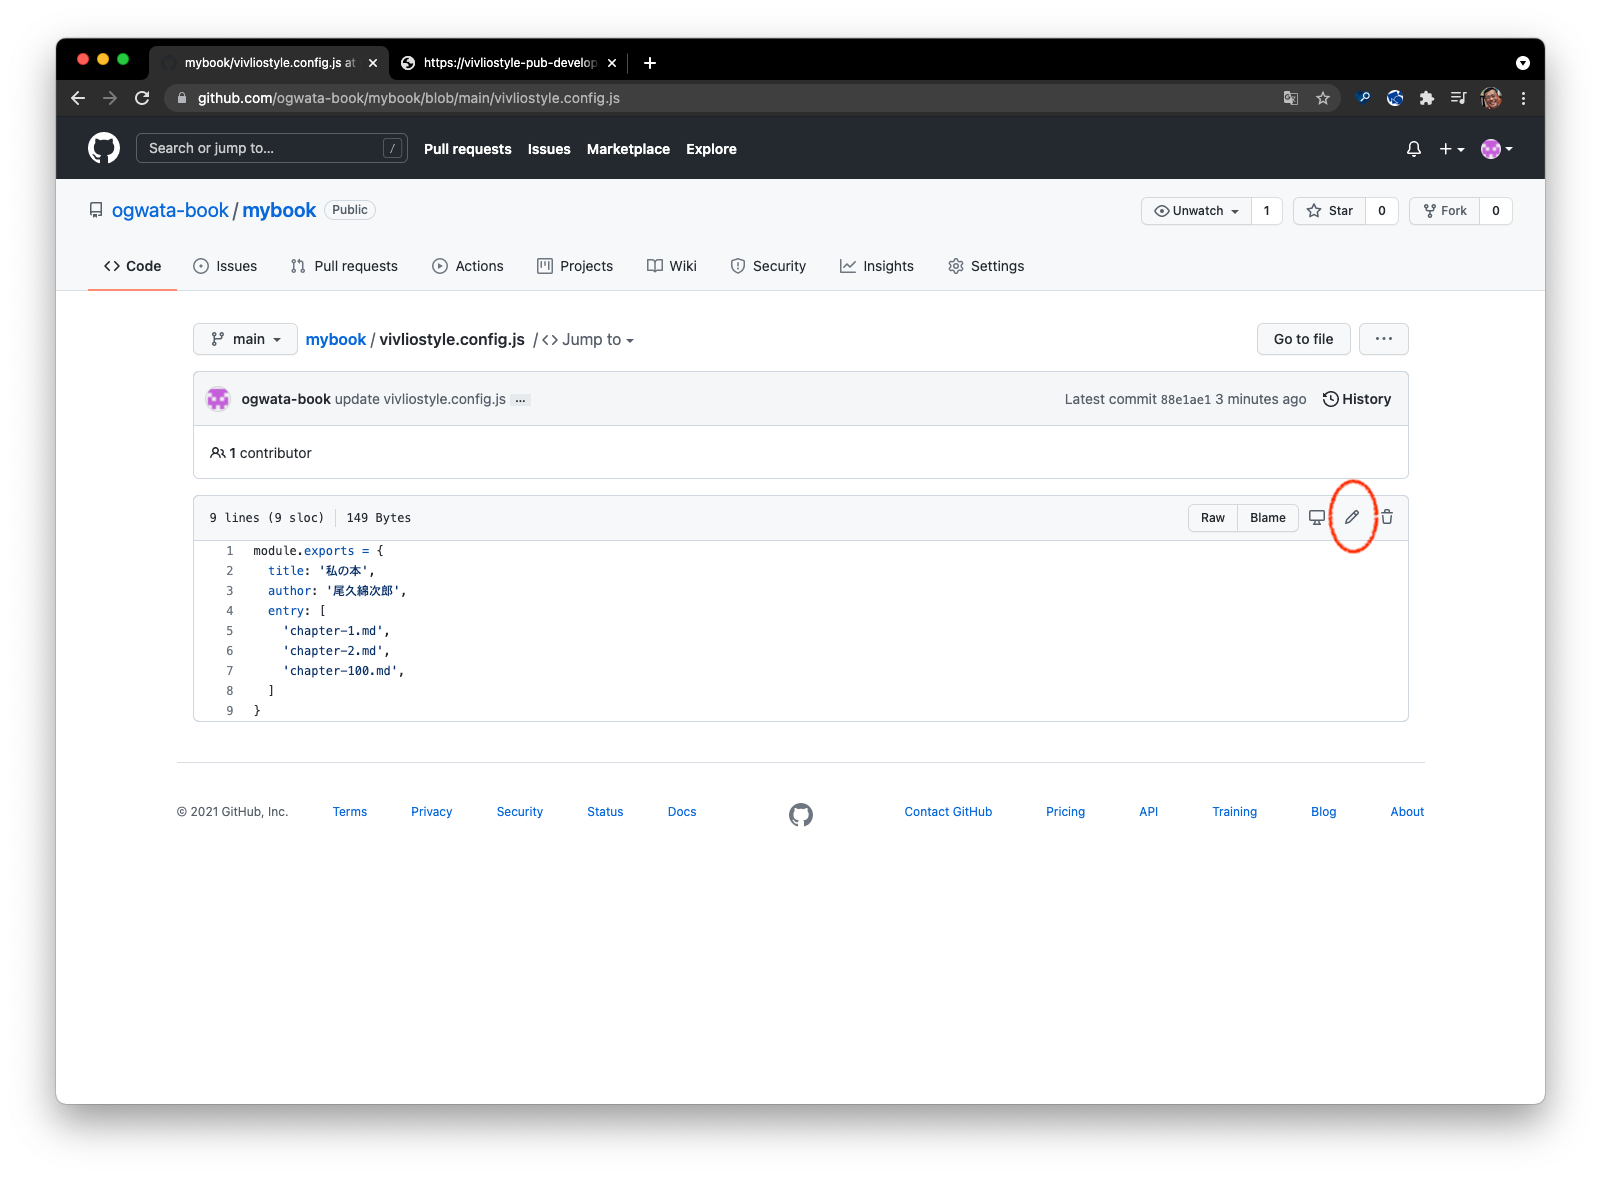 mybook/vivliostyle.config.js at
https://vivliostyle-pub-develop
github.com/ogwata-book/mybook/blob/main/vivliostyle.config.js
Search or jump to... /
Pull requests Issues Marketplace Explore
ogwata-book / mybook Public
Unwatch 1 Star 0 Fork 0
Code Issues Pull requests Actions Projects Wiki Security Insights Settings
main mybook / vivliostyle.config.js / <> Jump to Go to file ...
ogwata-book update vivliostyle.config.js ... Latest commit 88e1ae1 3 minutes ago History
1 contributor
9 lines (9 sloc) 149 Bytes Raw Blame
1 module.exports = {
2 title: '私の本',
3 author: '尾久綿次郎',
4 entry: [
5 'chapter-1.md',
6 'chapter-2.md',
7 'chapter-100.md',
8 ]
9 }
© 2021 GitHub, Inc. Terms Privacy Security Status Docs Contact GitHub Pricing API Training Blog About